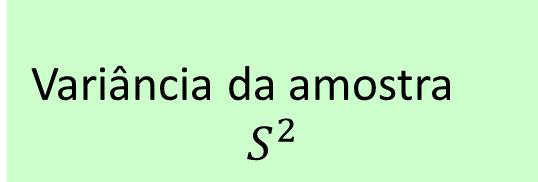 Variância da amostra
𝑆²